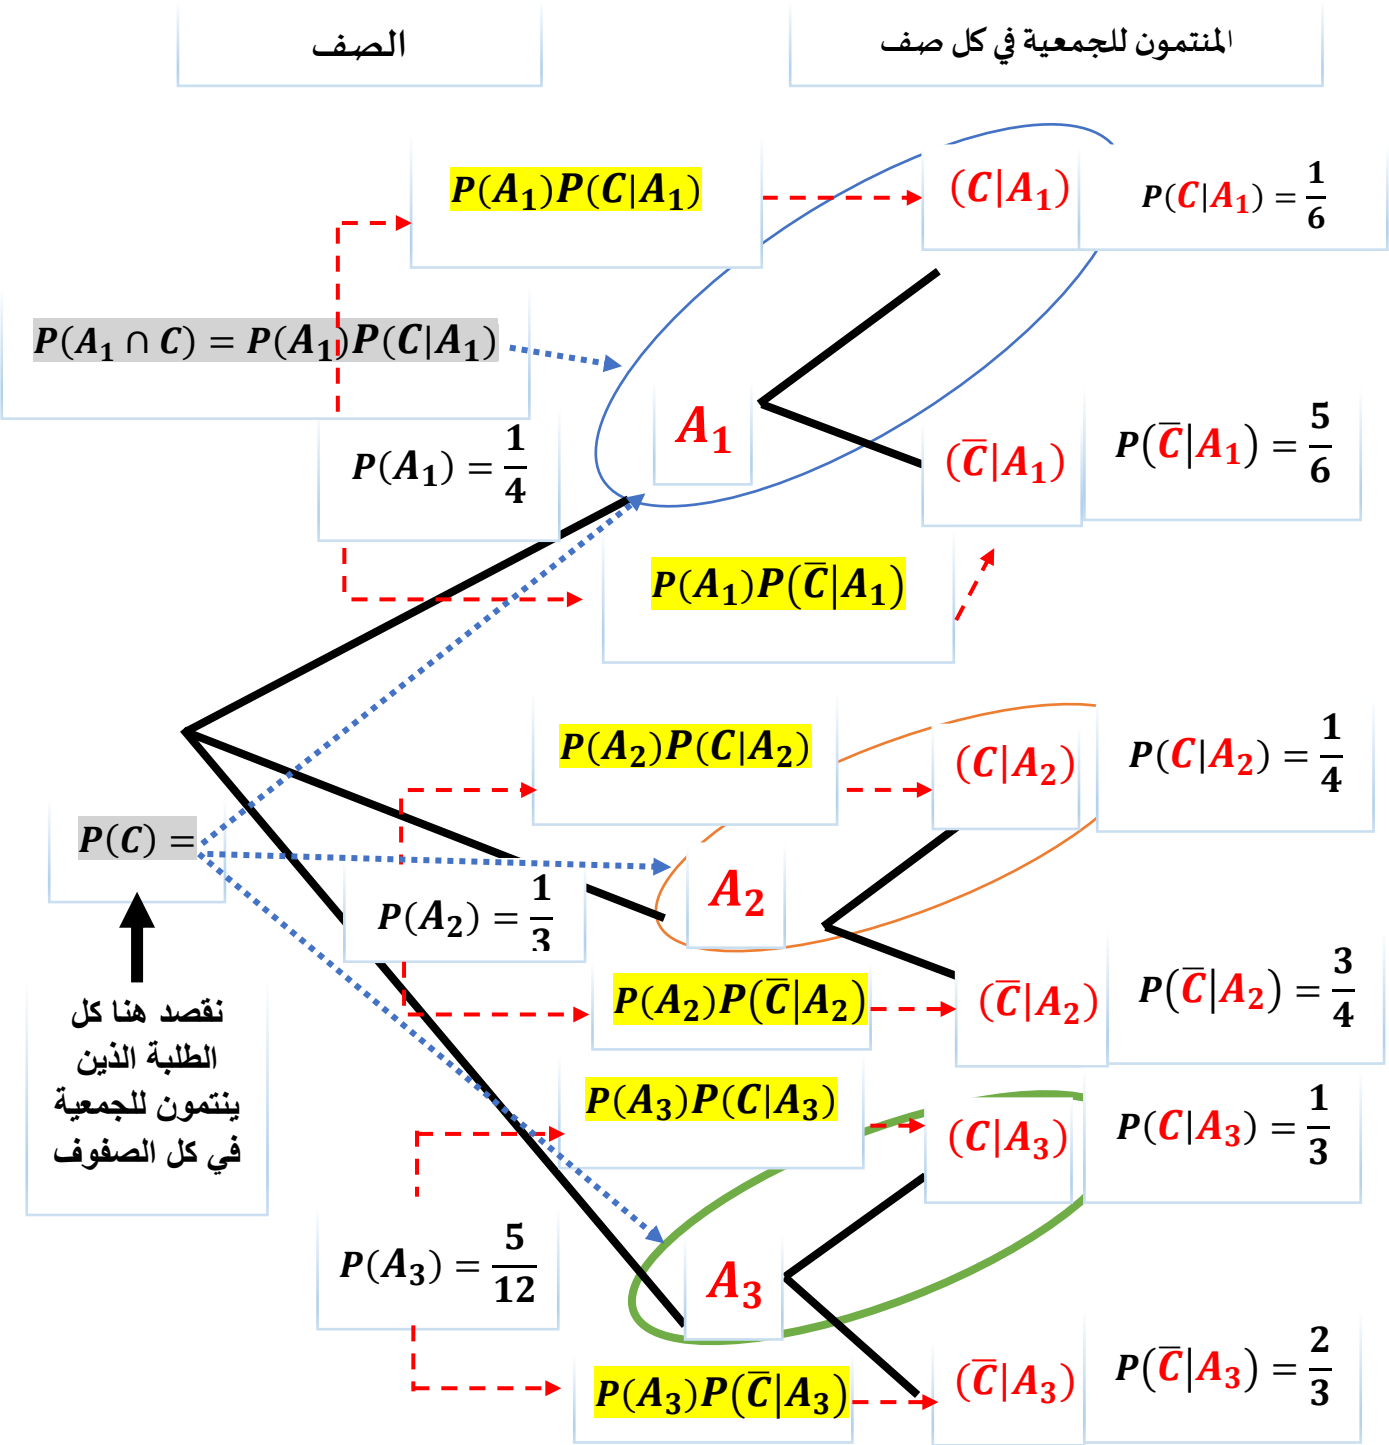 الصف
المنتمون للجمعية في كل صف
P(A₁)P(C|A₁)
(C|A₁)
P(C|A₁) = 1/6
P(A₁ ∩ C) = P(A₁)P(C|A₁)
P(A₁) = 1/4
A₁
(C̅|A₁)
P(C̅|A₁) = 5/6
P(A₁)P(C̅|A₁)
P(A₂)P(C|A₂)
(C|A₂)
P(C|A₂) = 1/4
P(C) =
P(A₂) = 1/3
A₂
P(A₂)P(C̅|A₂)
(C̅|A₂)
P(C̅|A₂) = 3/4
نقصد هنا كل
الطلبة الذين
ينتمون للجمعية
في كل الصفوف
P(A₃)P(C|A₃)
(C|A₃)
P(C|A₃) = 1/3
P(A₃) = 5/12
A₃
P(A₃)P(C̅|A₃)
(C̅|A₃)
P(C̅|A₃) = 2/3